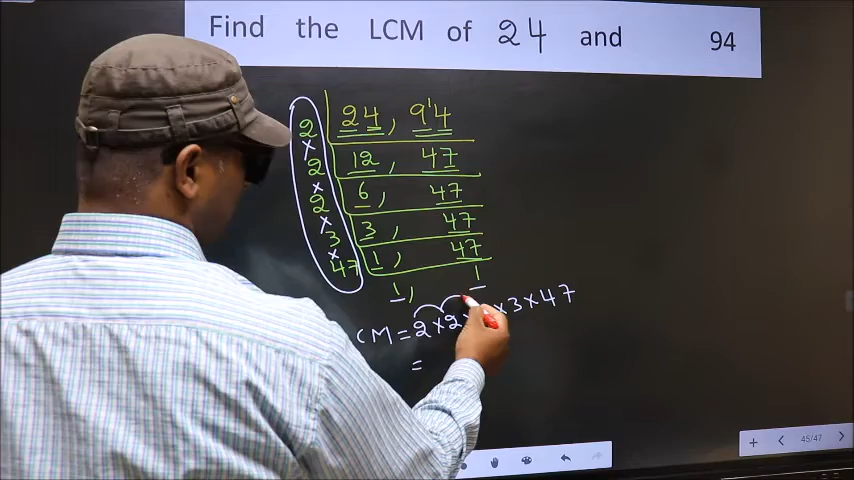 Find the LCM of 24 and 94
2 24, 94
2 12, 47
2 6, 47
3 3, 47
47 1, 47
1, 1
CM = 2 × 2 × × 3 × 47
=
45/47